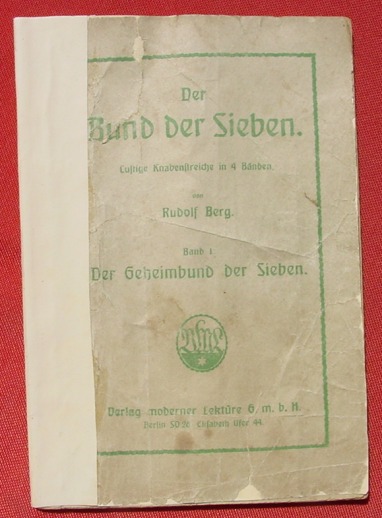 Der
Bund der Sieben.
Lustige Knabenstreiche in 4 Bänden.
von
Rudolf Berg.
Band 1
Der Geheimbund der Sieben.
Verlag moderner Lektüre G. m. b. H.
Berlin SO.26. Elisabeth Ufer 44.